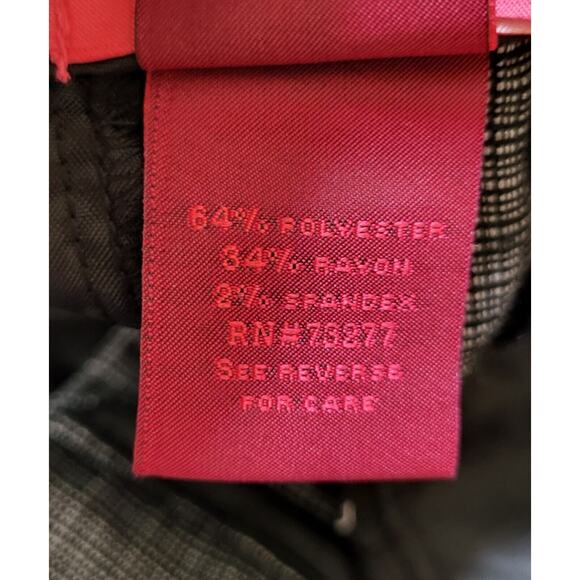 64% POLYESTER
34% RAYON
2% SPANDEX
RN#73277
SEE REVERSE
FOR CARE